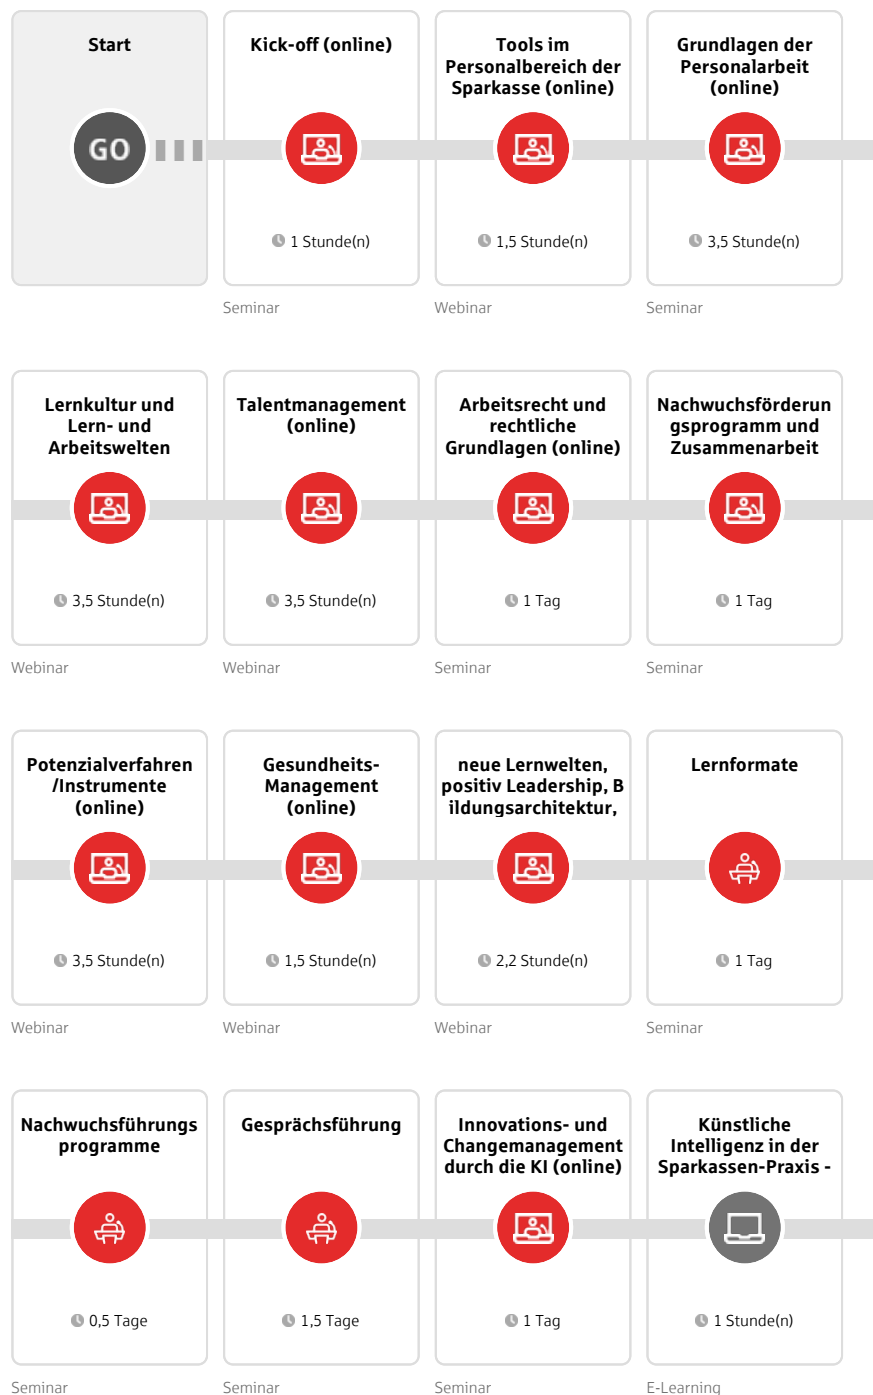 Start
GO
Kick-off (online)
1 Stunde(n)
Seminar
Tools im
Personalbereich der
Sparkasse (online)
1,5 Stunde(n)
Webinar
Grundlagen der
Personalarbeit
(online)
3,5 Stunde(n)
Seminar
Lernkultur und
Lern- und
Arbeitswelten
3,5 Stunde(n)
Webinar
Talentmanagement
(online)
3,5 Stunde(n)
Webinar
Arbeitsrecht und
rechtliche
Grundlagen (online)
1 Tag
Seminar
Nachwuchsförderun
gsprogramm und
Zusammenarbeit
1 Tag
Seminar
Potenzialverfahren
/Instrumente
(online)
3,5 Stunde(n)
Webinar
Gesundheits-
Management
(online)
1,5 Stunde(n)
Webinar
neue Lernwelten,
positiv Leadership, B
ildungsarchitektur,
2,2 Stunde(n)
Webinar
Lernformate
1 Tag
Seminar
Nachwuchsführungs
programme
0,5 Tage
Seminar
Gesprächsführung
1,5 Tage
Seminar
Innovations- und
Changemanagement
durch die KI (online)
1 Tag
Seminar
Künstliche
Intelligenz in der
Sparkassen-Praxis -
1 Stunde(n)
E-Learning